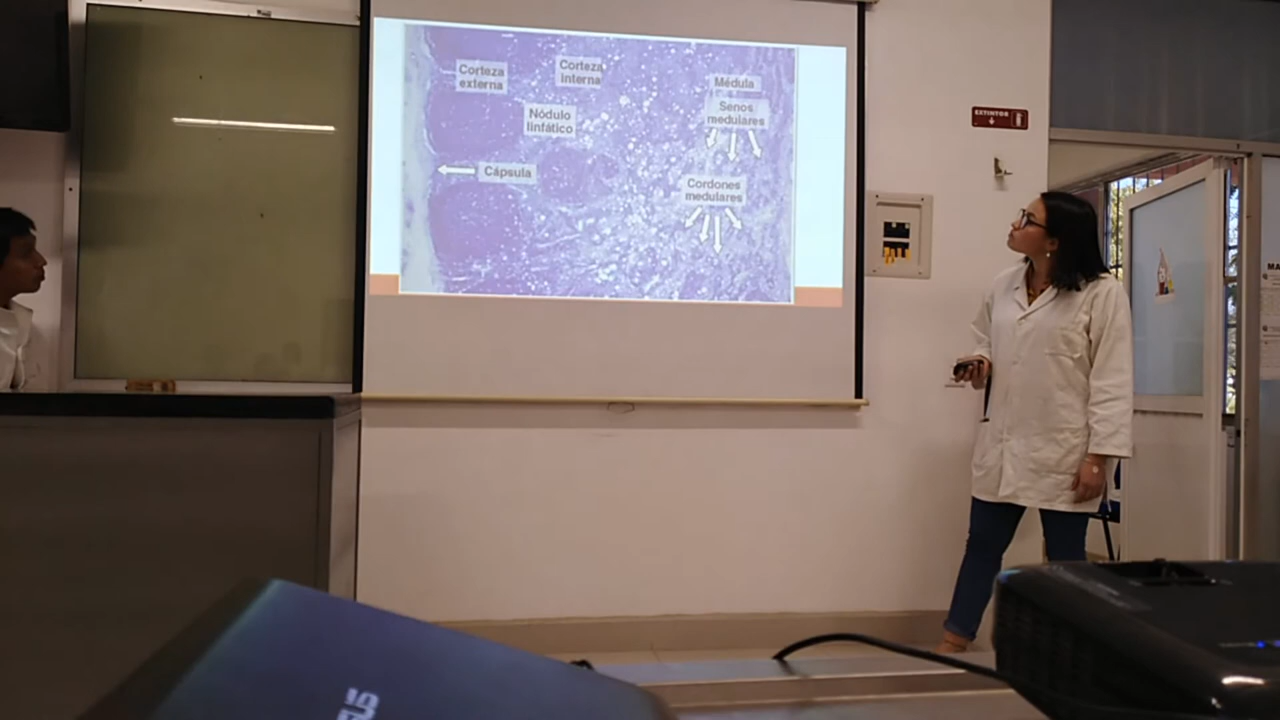 Corteza
externa
Corteza
interna
Nódulo
linfático
Cápsula
Médula
Senos
medulares
Cordones
medulares
EXTINTOR